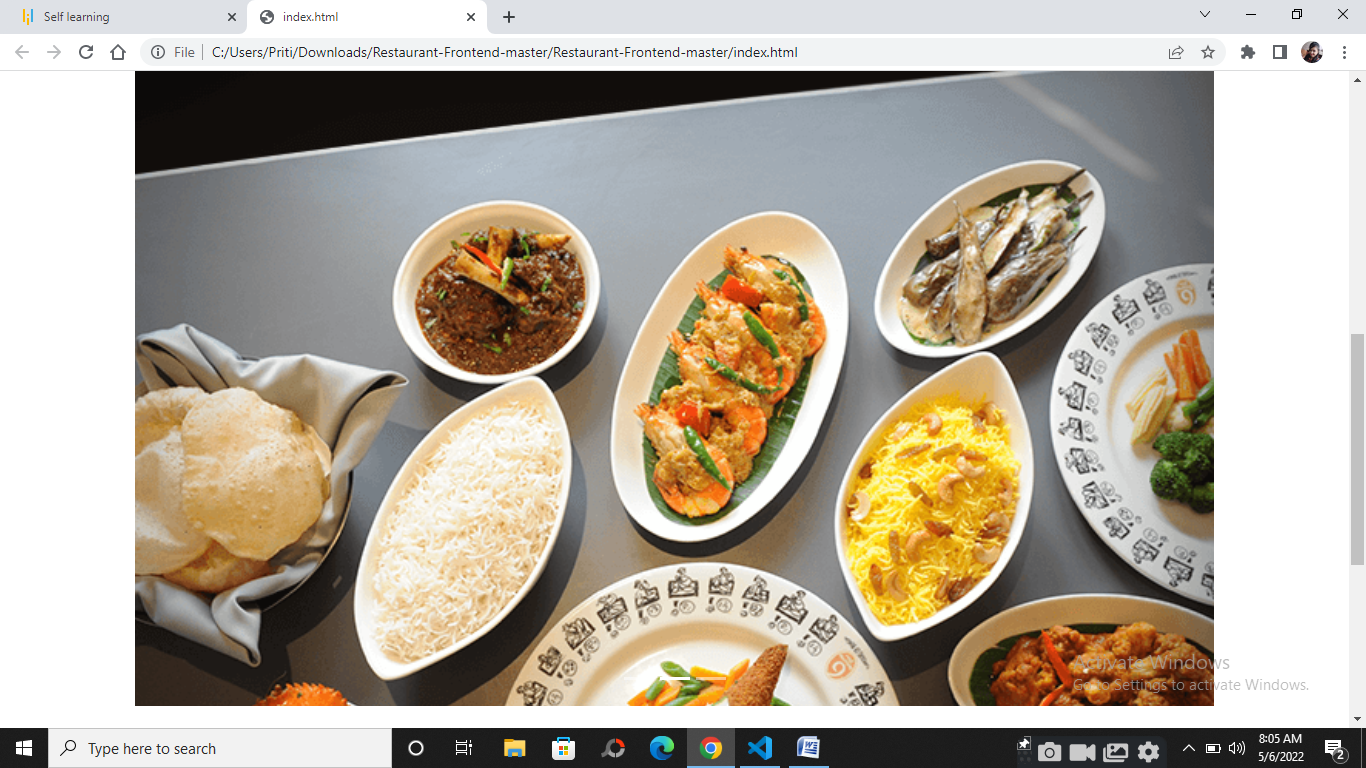 Self learning
index.html
File
C:/Users/Priti/Downloads/Restaurant-Frontend-master/Restaurant-Frontend-master/index.html
Activate Windows
Go to Settings to activate Windows.
Type here to search
8:05 AM
5/6/2022
2